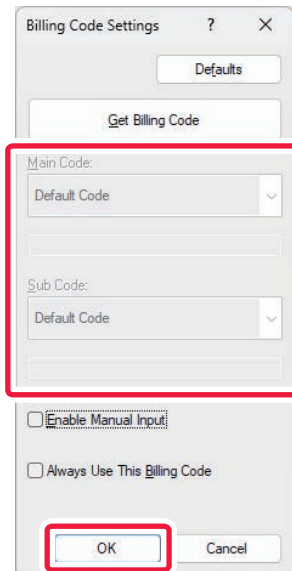 Billing Code Settings ?
Defaults
Get Billing Code
Main Code:
Default Code
Sub Code:
Default Code
Enable Manual Input
Always Use This Billing Code
OK Cancel